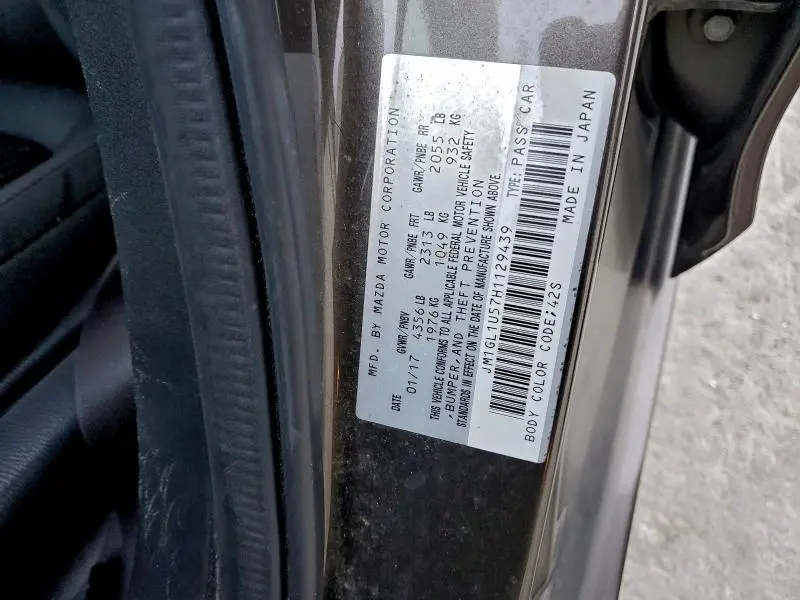 MFD. BY MAZDA MOTOR CORPORATION
DATE GVWR/PNBV GAWR/PNBE FRT GAWR/PNBE RR
01/17 4356 LB 2313 LB 2055 LB
1976 KG 1049 KG 932 KG
THIS VEHICLE CONFORMS TO ALL APPLICABLE FEDERAL MOTOR VEHICLE SAFETY
,BUMPER,AND THEFT PREVENTION
STANDARDS IN EFFECT ON THE DATE OF MANUFACTURE SHOWN ABOVE.
JM1GL1U57H1129439 TYPE: PASS CAR
BODY COLOR CODE;42S MADE IN JAPAN